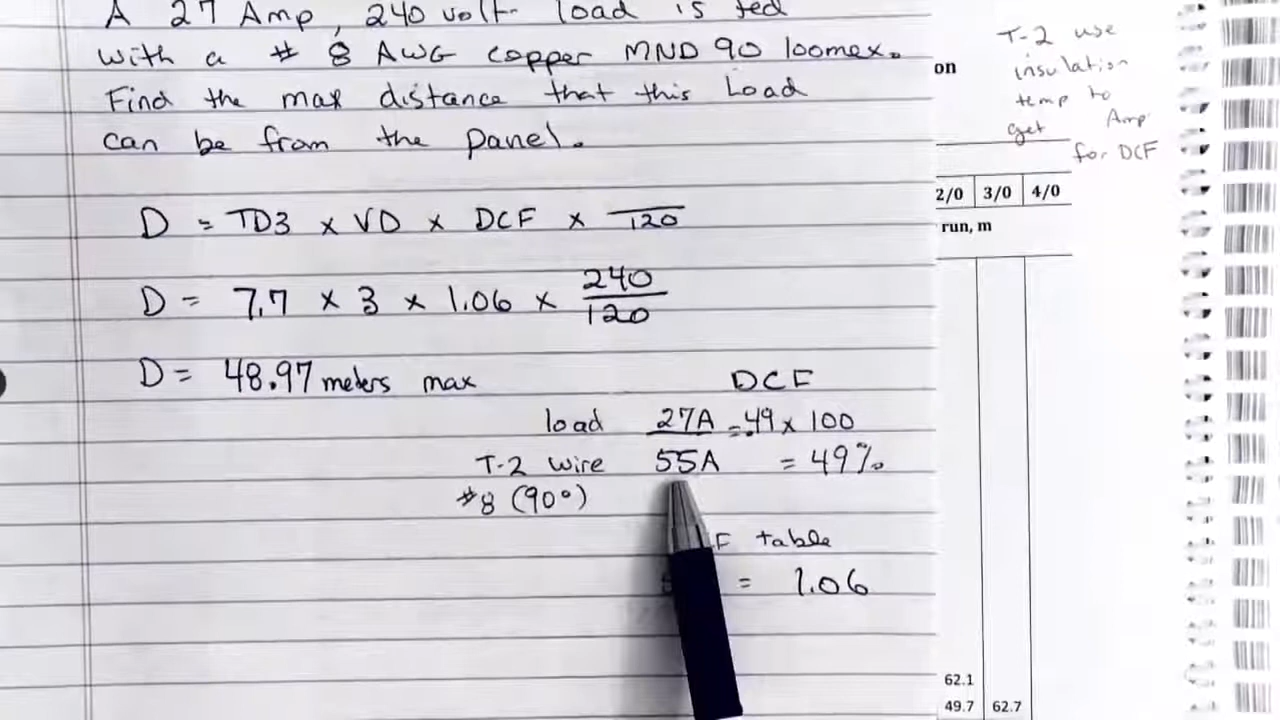 A 27 Amp, 240 volt load is fed
with a # 8 AWG copper MND 90 loomex.
Find the max distance that this Load
can be from the panel.
D = TD3 x VD x DCF x /120
D = 7.7 x 3 x 1.06 x 240/120
D = 48.97 meters max
DCF
load 27A = .49 x 100
T-2 wire 55A = 49%
#8 (90°)
F table
= 1.06
on
T-2 use
insulation
temp to
get Amp
for DCF
2/0 3/0 4/0
run, m
62.1
49.7 62.7